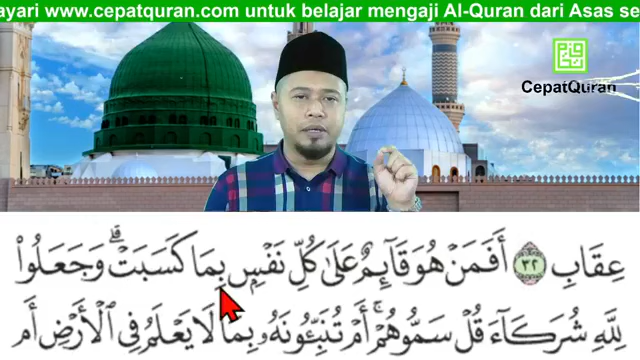 ayari www.cepatquran.com untuk belajar mengaji Al-Quran dari Asas se
CepatQuran
عِقَابِ ٣٢ أَفَمَنْ هُوَ قَآئِمٌ عَلَىٰ كُلِّ نَفْسٍۭ بِمَا كَسَبَتْ ۗ وَجَعَلُوا۟
لِلَّهِ شُرَكَآءَ قُلْ سَمُّوهُمْ ۚ أَمْ تُنَبِّـُٔونَهُۥ بِمَا لَا يَعْلَمُ فِى ٱلْأَرْضِ أَم